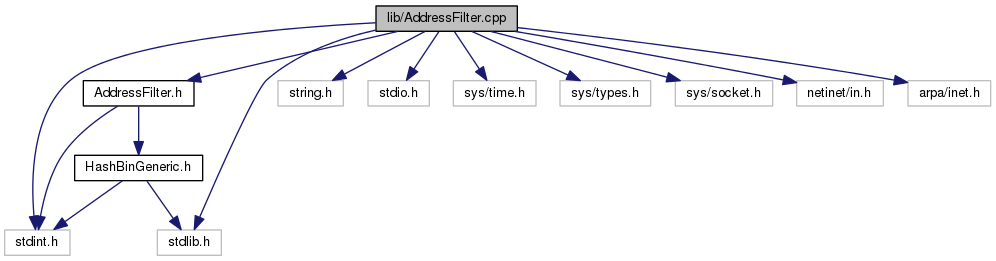 lib/AddressFilter.cpp
AddressFilter.h
string.h
stdio.h
sys/time.h
sys/types.h
sys/socket.h
netinet/in.h
arpa/inet.h
HashBinGeneric.h
stdint.h
stdlib.h